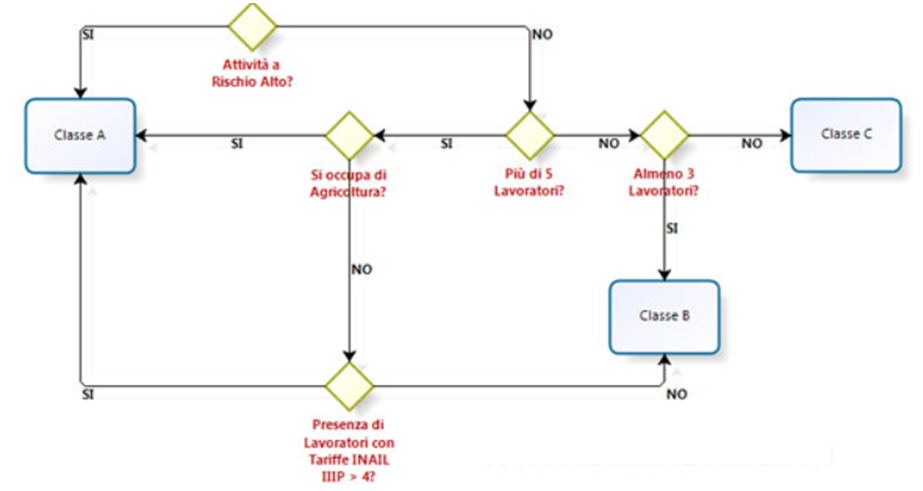 SI
NO
Attività a
Rischio Alto?
Classe A
SI
SI
NO
NO
Classe C
Si occupa di
Agricoltura?
Più di 5
Lavoratori?
Almeno 3
Lavoratori?
SI
NO
Classe B
SI
NO
Presenza di
Lavoratori con
Tariffe INAIL
IIIP > 4?